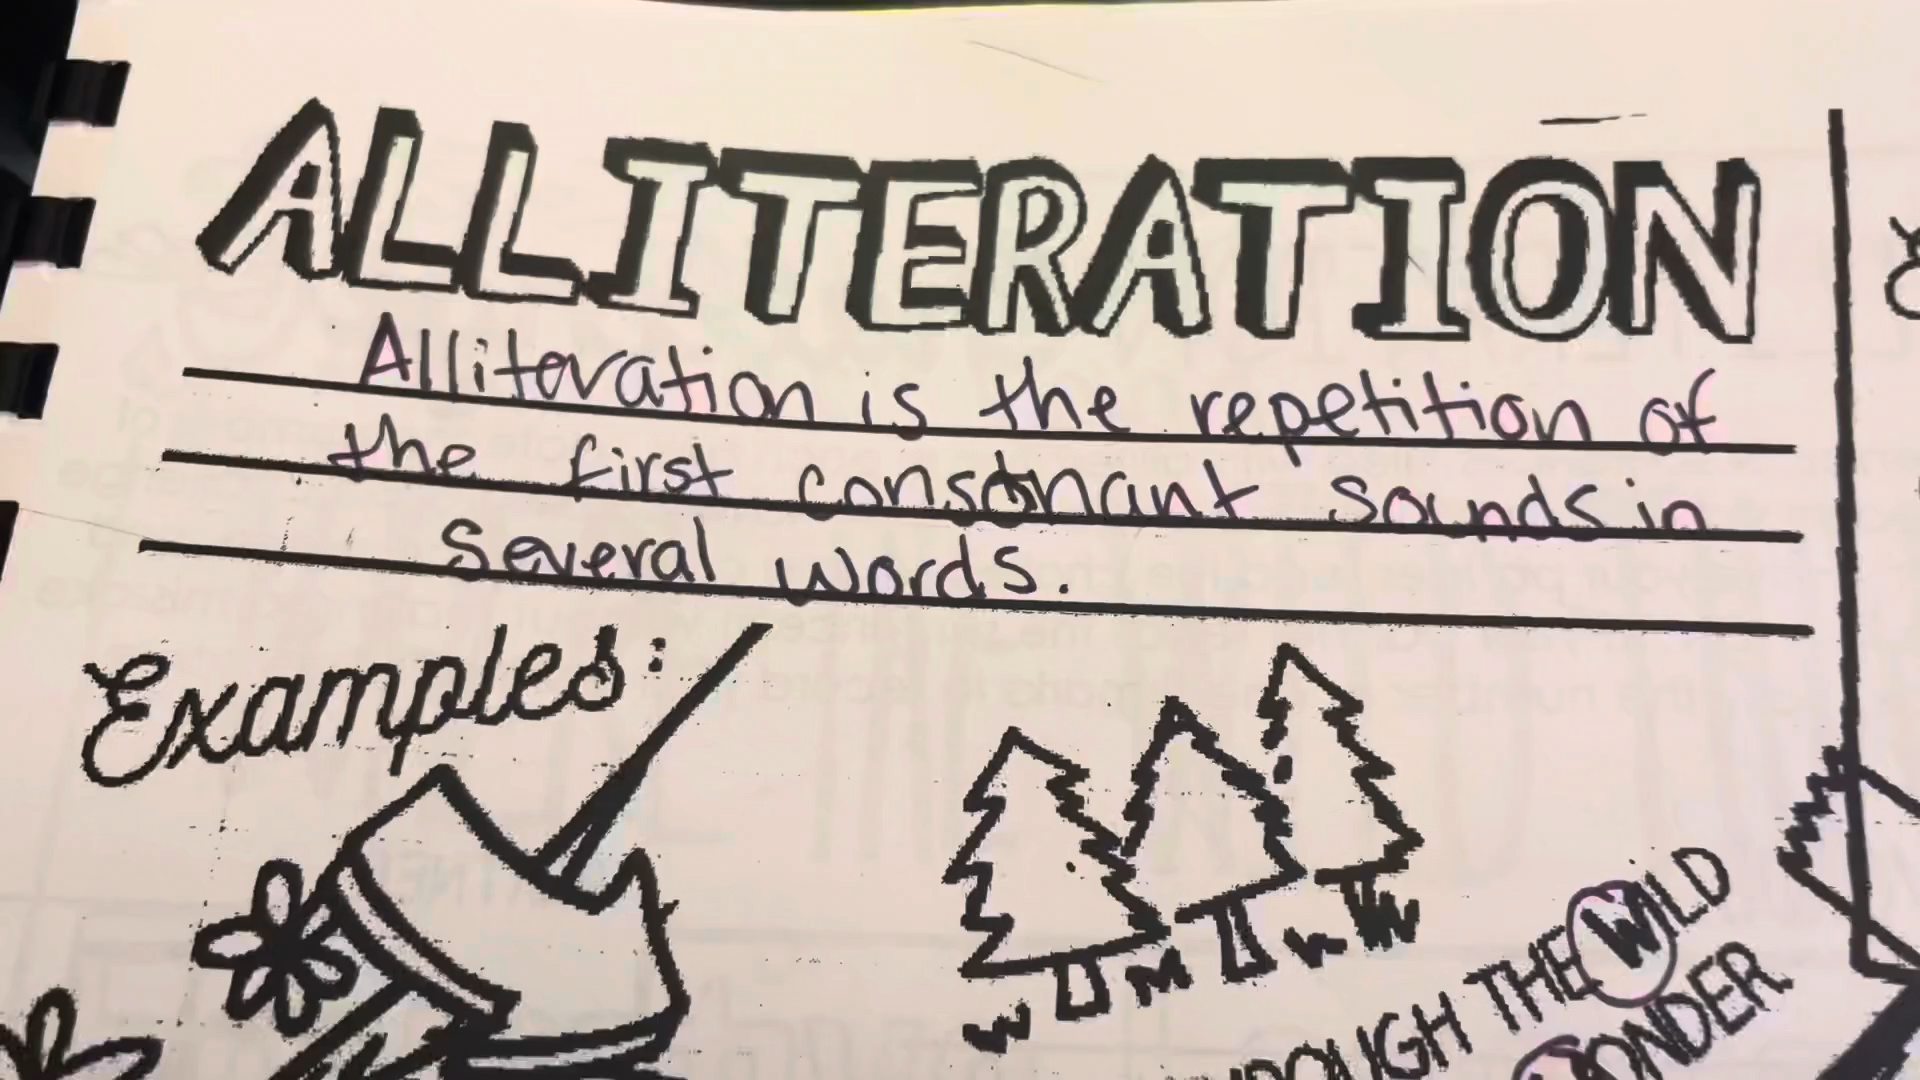 ALLITERATION
Alliteration is the repetition of
the first consonant sounds in
several words.
Examples:
THE WILD